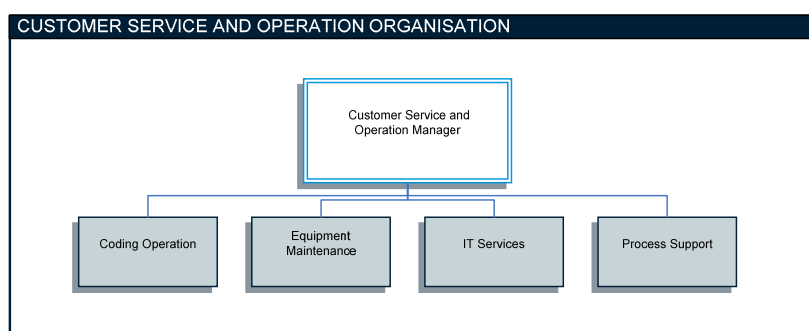 CUSTOMER SERVICE AND OPERATION ORGANISATION
Customer Service and
Operation Manager
Coding Operation
Equipment
Maintenance
IT Services
Process Support